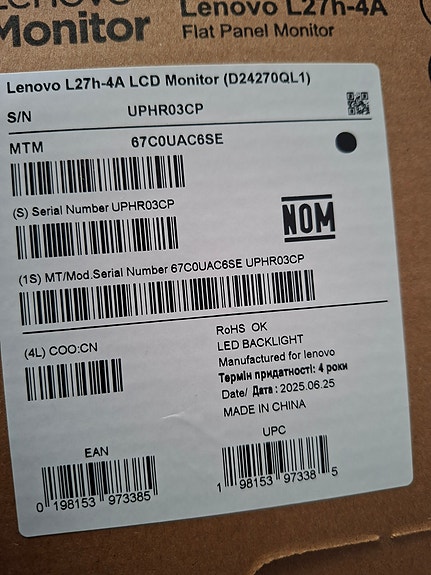 Lenovo
Monitor
Lenovo L27h-4A
Flat Panel Monitor
Lenovo L27h-4A LCD Monitor (D24270QL1)
S/N UPHR03CP
MTM 67C0UAC6SE
(S) Serial Number UPHR03CP
NOM
(1S) MT/Mod.Serial Number 67C0UAC6SE UPHR03CP
(4L) COO:CN
RoHS OK
LED BACKLIGHT
Manufactured for lenovo
Термін придатності: 4 роки
Date/ Дата : 2025.06.25
MADE IN CHINA
EAN
0 198153 973385
UPC
1 98153 97338 5